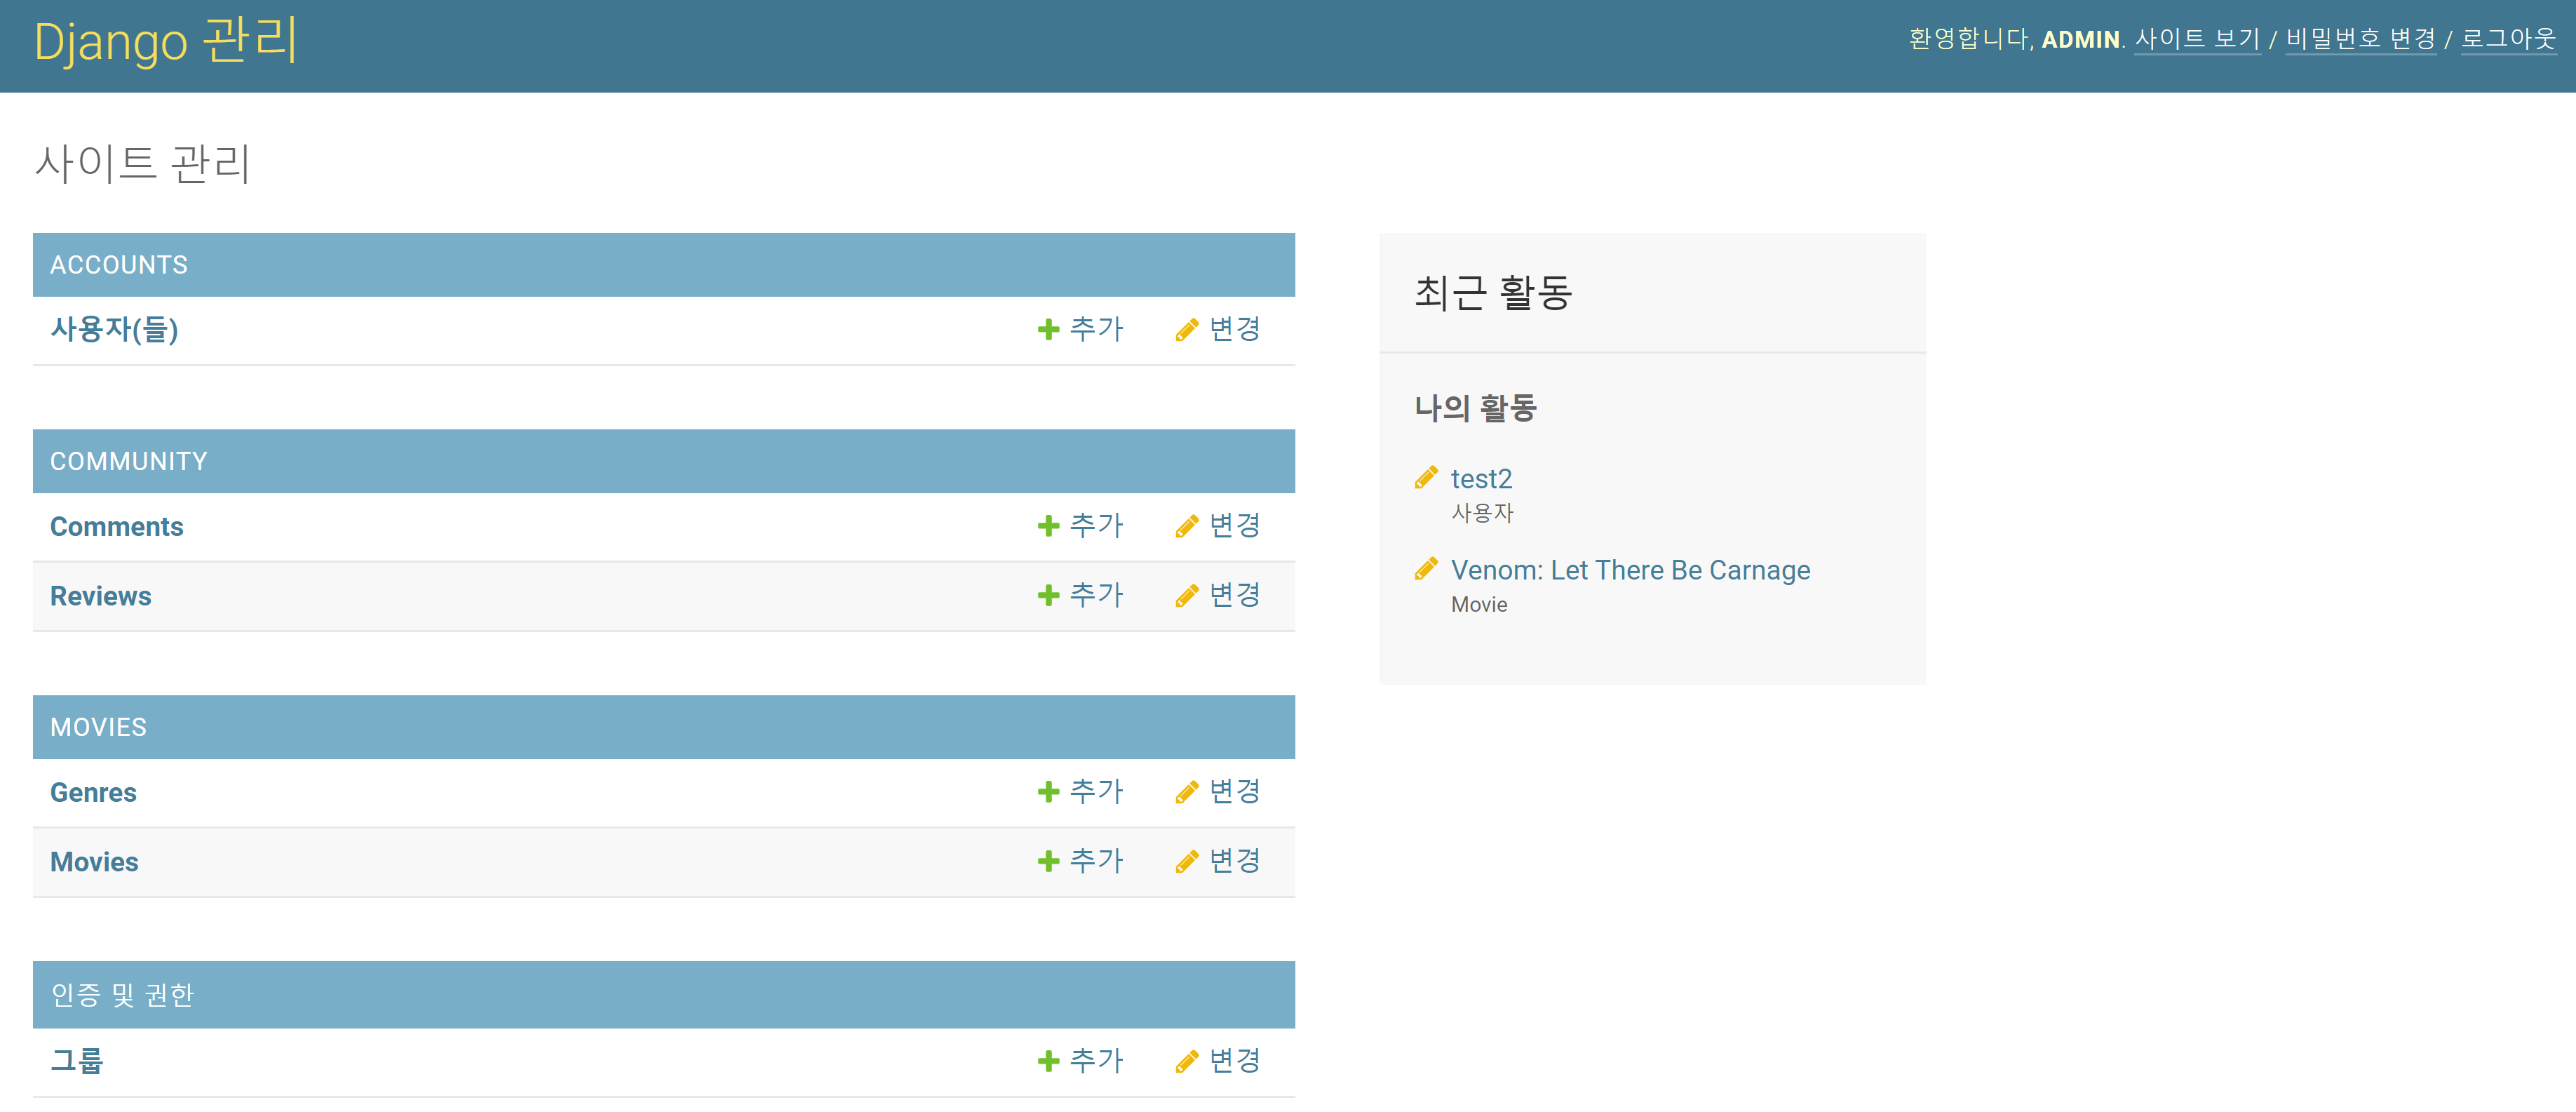 Django 관리
환영합니다, ADMIN. 사이트 보기 / 비밀번호 변경 / 로그아웃
사이트 관리
ACCOUNTS
사용자(들) 추가 변경
COMMUNITY
Comments 추가 변경
Reviews 추가 변경
MOVIES
Genres 추가 변경
Movies 추가 변경
인증 및 권한
그룹 추가 변경
최근 활동
나의 활동
test2
사용자
Venom: Let There Be Carnage
Movie